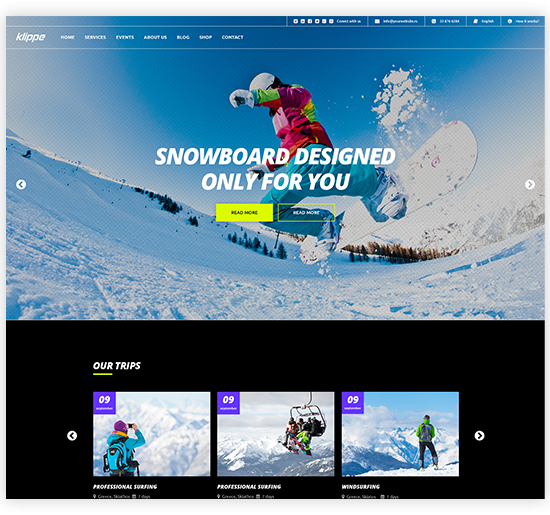 Connect with us info@yourwebsite.ru 33 876 6284 English How it works?
klippe HOME SERVICES EVENTS ABOUT US BLOG SHOP CONTACT
SNOWBOARD DESIGNED
ONLY FOR YOU
READ MORE READ MORE
OUR TRIPS
09 09 09
september september september
PROFESSIONAL SURFING PROFESSIONAL SURFING WINDSURFING
Greece, Skiathos 7 days Greece, Skiathos 7 days Greece, Skiatos 7 days